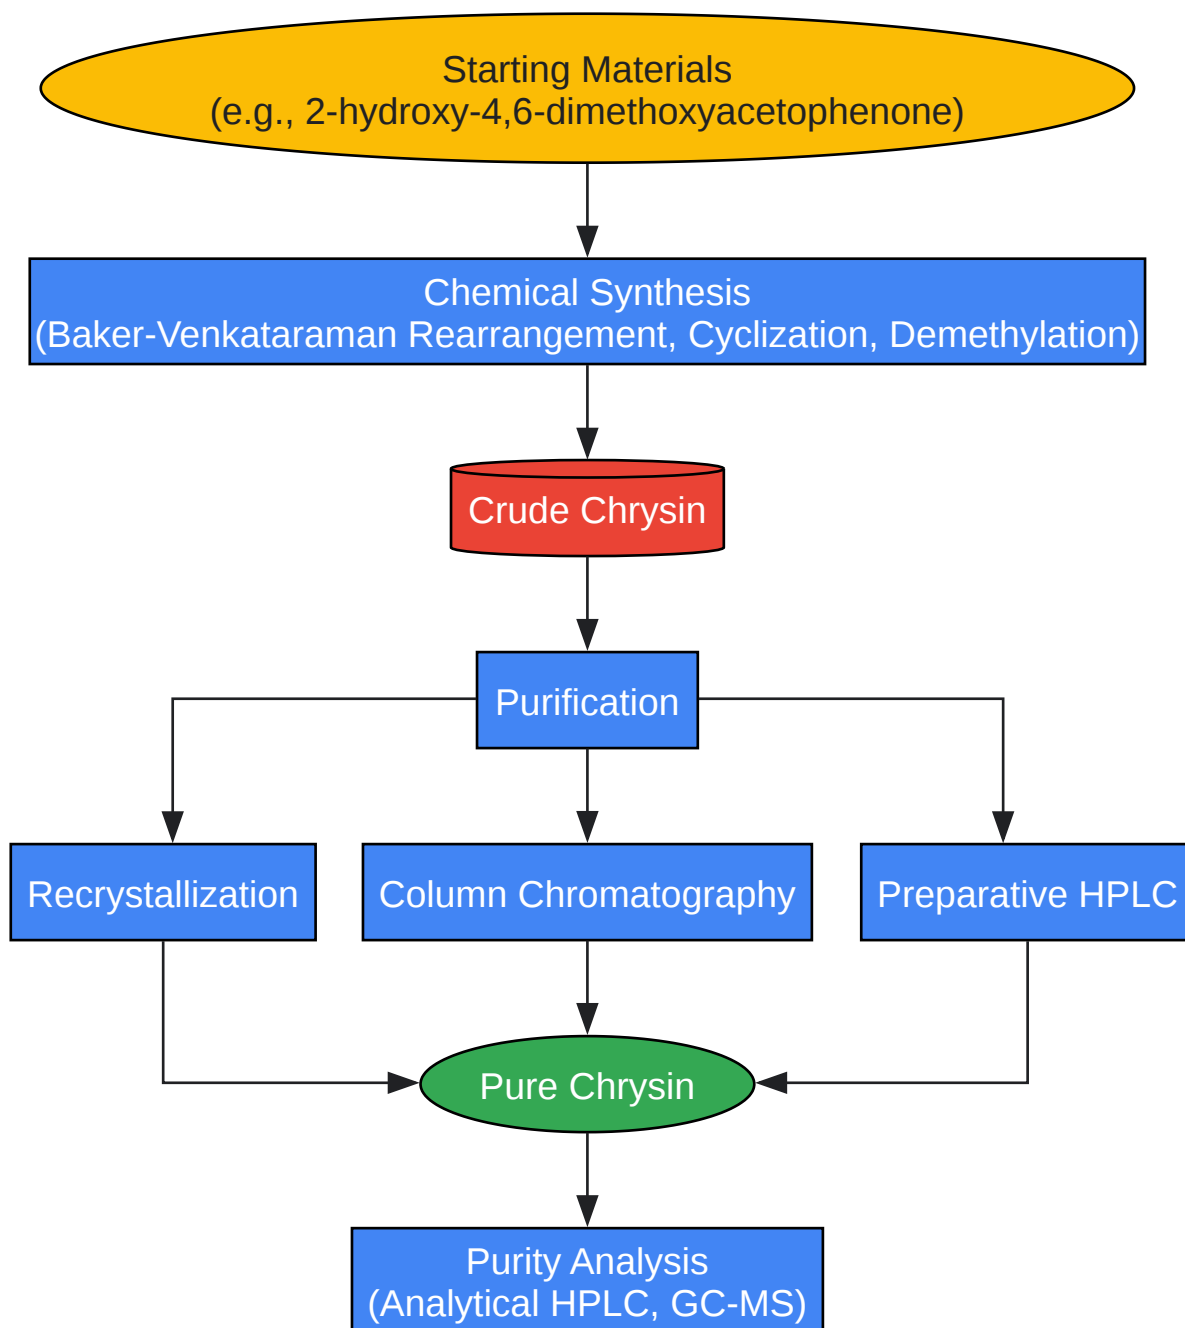 Starting Materials
(e.g., 2-hydroxy-4,6-dimethoxyacetophenone)
Chemical Synthesis
(Baker-Venkataraman Rearrangement, Cyclization, Demethylation)
Crude Chrysin
Purification
Recrystallization
Column Chromatography
Preparative HPLC
Pure Chrysin
Purity Analysis
(Analytical HPLC, GC-MS)